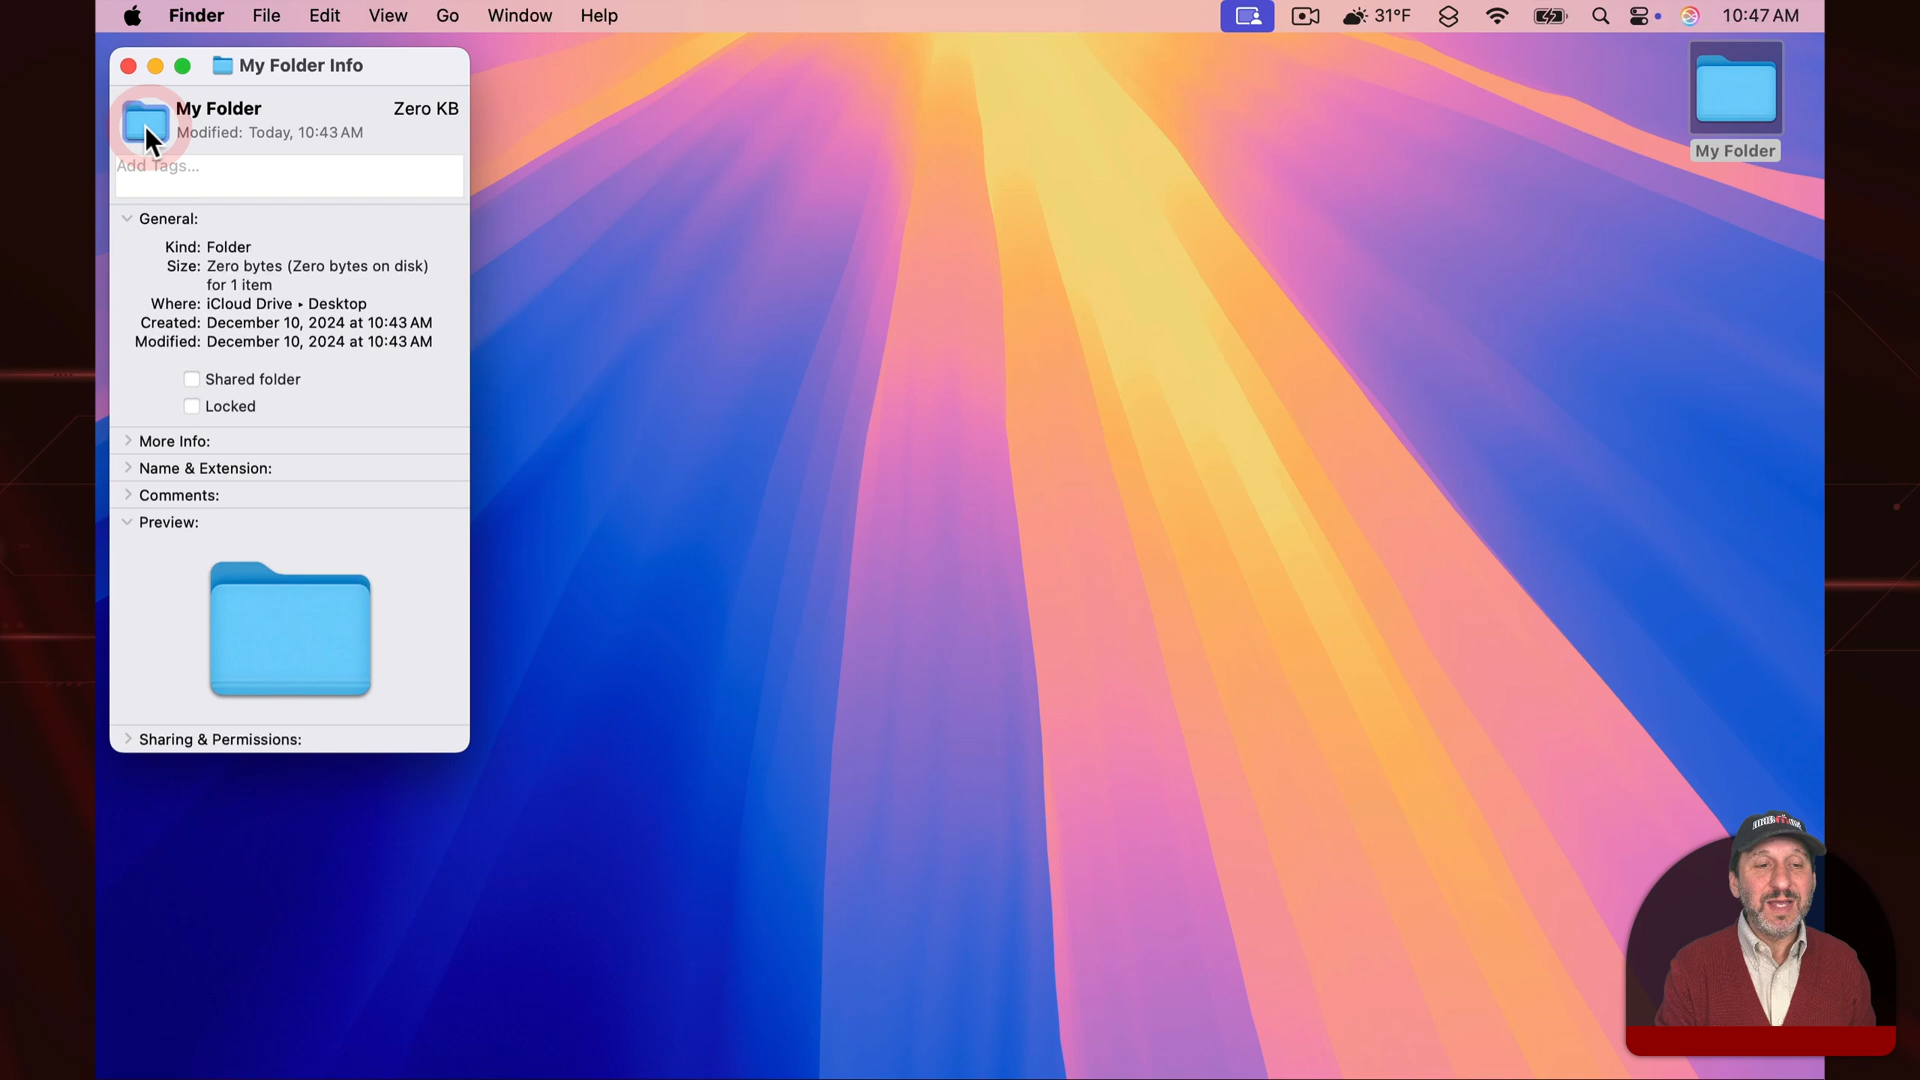 Finder File Edit View Go Window Help 31°F 10:47 AM
My Folder Info
My Folder Zero KB
Modified: Today, 10:43 AM
Add Tags...
General:
Kind: Folder
Size: Zero bytes (Zero bytes on disk)
for 1 item
Where: iCloud Drive ▸ Desktop
Created: December 10, 2024 at 10:43 AM
Modified: December 10, 2024 at 10:43 AM
Shared folder
Locked
More Info:
Name & Extension:
Comments:
Preview:
Sharing & Permissions:
My Folder